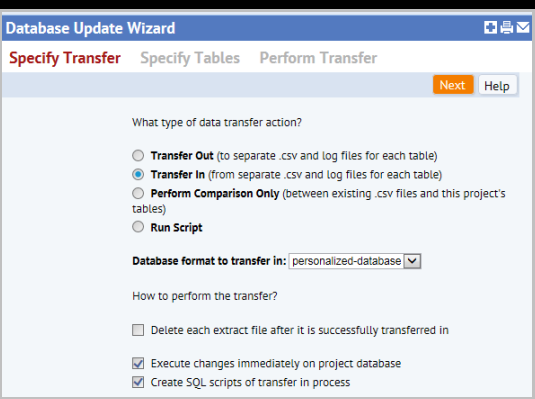 Database Update Wizard
Specify Transfer Specify Tables Perform Transfer
Next Help
What type of data transfer action?
Transfer Out (to separate .csv and log files for each table)
Transfer In (from separate .csv and log files for each table)
Perform Comparison Only (between existing .csv files and this project's
tables)
Run Script
Database format to transfer in: personalized-database
How to perform the transfer?
Delete each extract file after it is successfully transferred in
Execute changes immediately on project database
Create SQL scripts of transfer in process